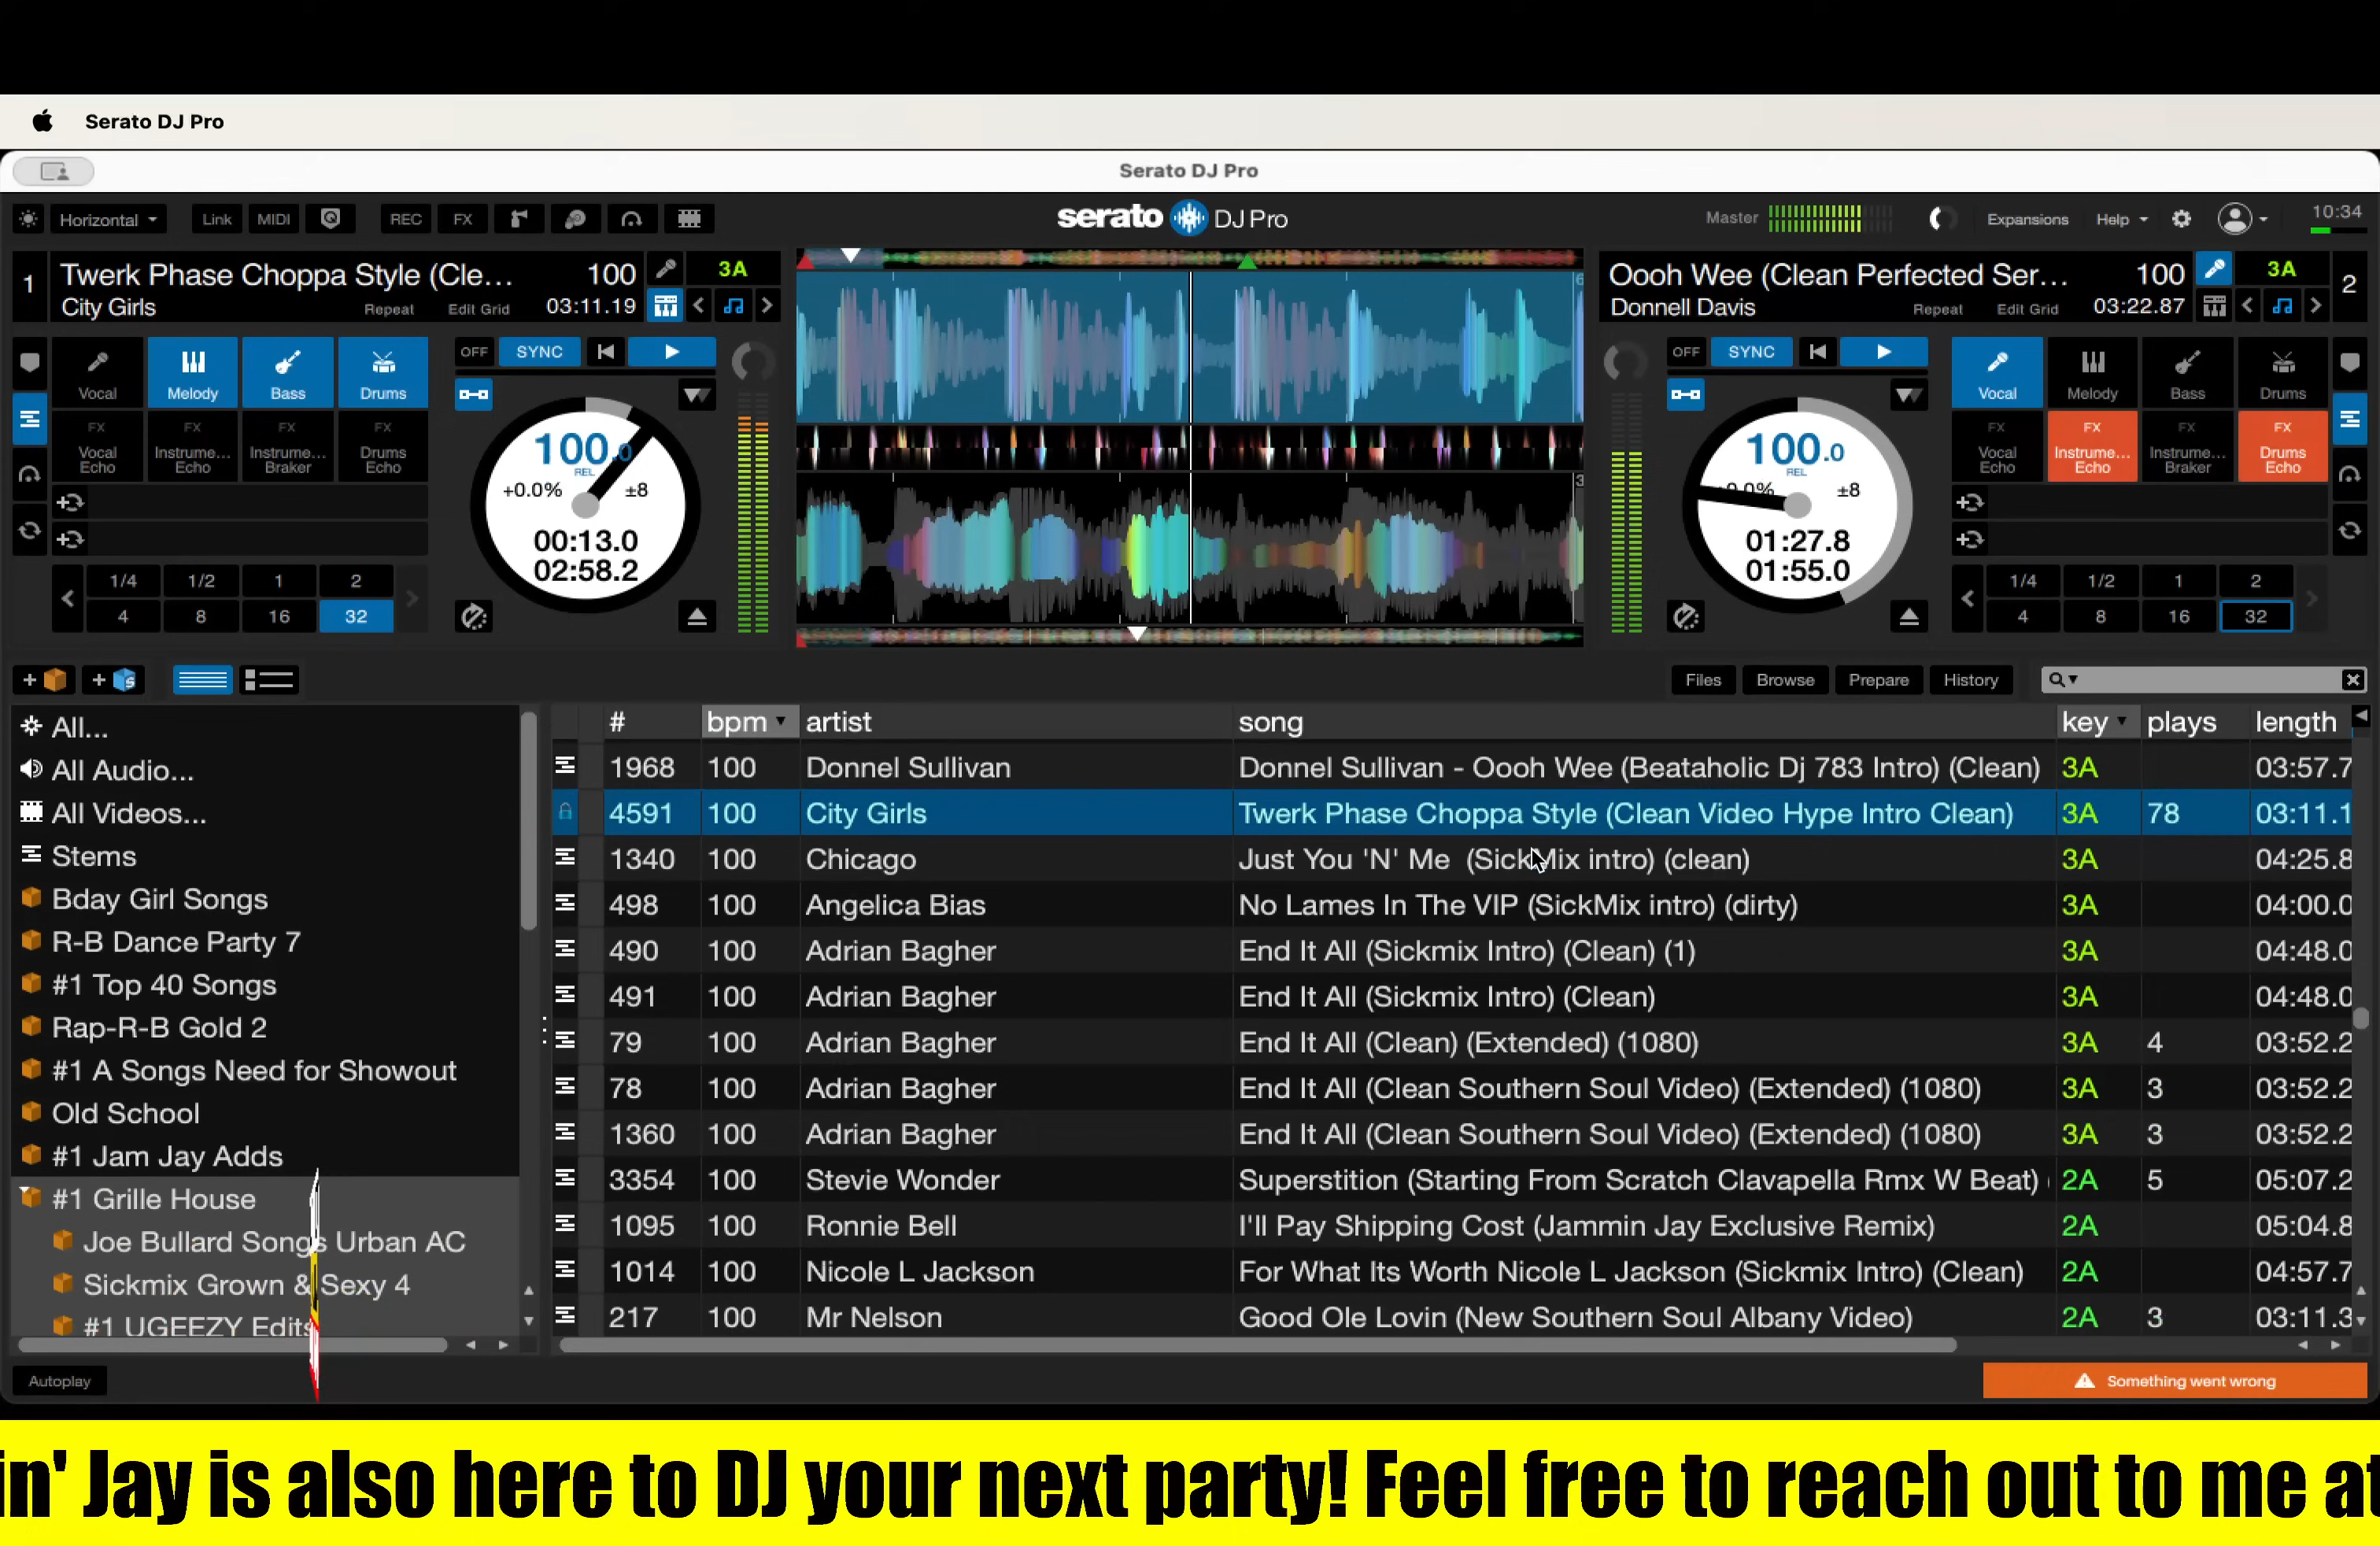 Serato DJ Pro
Serato DJ Pro
Horizontal Link MIDI REC FX serato DJ Pro Master Expansions Help 10:34
1 Twerk Phase Choppa Style (Cle... 100 3A
City Girls Repeat Edit Grid 03:11.19
Oooh Wee (Clean Perfected Ser... 100 3A 2
Donnell Davis Repeat Edit Grid 03:22.87
Vocal Melody Bass Drums OFF SYNC
FX FX FX FX
Vocal Echo Instrume... Echo Instrume... Braker Drums Echo
100.0
REL
+0.0% ±8
00:13.0
02:58.2
1/4 1/2 1 2
4 8 16 32
OFF SYNC Vocal Melody Bass Drums
FX FX FX FX
Vocal Echo Instrume... Echo Instrume... Braker Drums Echo
100.0
REL
0.0% ±8
01:27.8
01:55.0
1/4 1/2 1 2
4 8 16 32
Files Browse Prepare History
All...
All Audio...
All Videos...
Stems
Bday Girl Songs
R-B Dance Party 7
#1 Top 40 Songs
Rap-R-B Gold 2
#1 A Songs Need for Showout
Old School
#1 Jam Jay Adds
#1 Grille House
Joe Bullard Songs Urban AC
Sickmix Grown & Sexy 4
#1 UGEEZY Edits
# bpm artist song key plays length
1968 100 Donnel Sullivan Donnel Sullivan - Oooh Wee (Beataholic Dj 783 Intro) (Clean) 3A 03:57.7
4591 100 City Girls Twerk Phase Choppa Style (Clean Video Hype Intro Clean) 3A 78 03:11.1
1340 100 Chicago Just You 'N' Me (SickMix intro) (clean) 3A 04:25.8
498 100 Angelica Bias No Lames In The VIP (SickMix intro) (dirty) 3A 04:00.0
490 100 Adrian Bagher End It All (Sickmix Intro) (Clean) (1) 3A 04:48.0
491 100 Adrian Bagher End It All (Sickmix Intro) (Clean) 3A 04:48.0
79 100 Adrian Bagher End It All (Clean) (Extended) (1080) 3A 4 03:52.2
78 100 Adrian Bagher End It All (Clean Southern Soul Video) (Extended) (1080) 3A 3 03:52.2
1360 100 Adrian Bagher End It All (Clean Southern Soul Video) (Extended) (1080) 3A 3 03:52.2
3354 100 Stevie Wonder Superstition (Starting From Scratch Clavapella Rmx W Beat) 2A 5 05:07.2
1095 100 Ronnie Bell I'll Pay Shipping Cost (Jammin Jay Exclusive Remix) 2A 05:04.8
1014 100 Nicole L Jackson For What Its Worth Nicole L Jackson (Sickmix Intro) (Clean) 2A 04:57.7
217 100 Mr Nelson Good Ole Lovin (New Southern Soul Albany Video) 2A 3 03:11.3
Autoplay Something went wrong
in' Jay is also here to DJ your next party! Feel free to reach out to me at